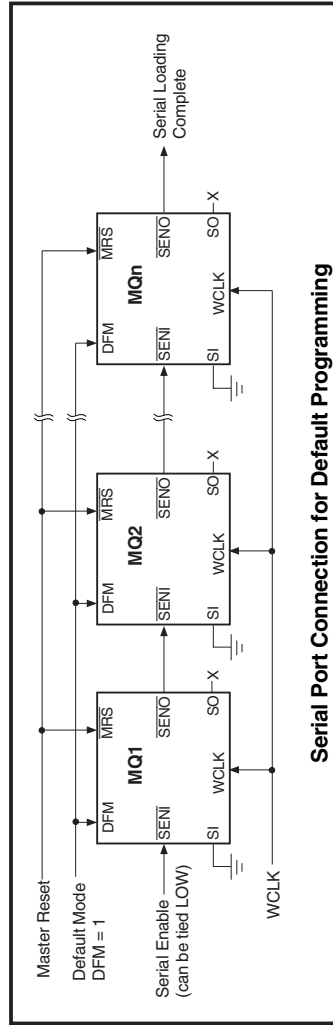 Master Reset
Default Mode
DFM = 1
DFM
MRS
DFM
MRS
DFM
MRS
MQ1
MQ2
MQn
Serial Enable
(can be tied LOW)
SENI
SENO
SENI
SENO
SENI
SENO
Serial Loading
Complete
SI
WCLK
SO
X
SI
WCLK
SO
X
SI
WCLK
SO
X
WCLK
Serial Port Connection for Default Programming